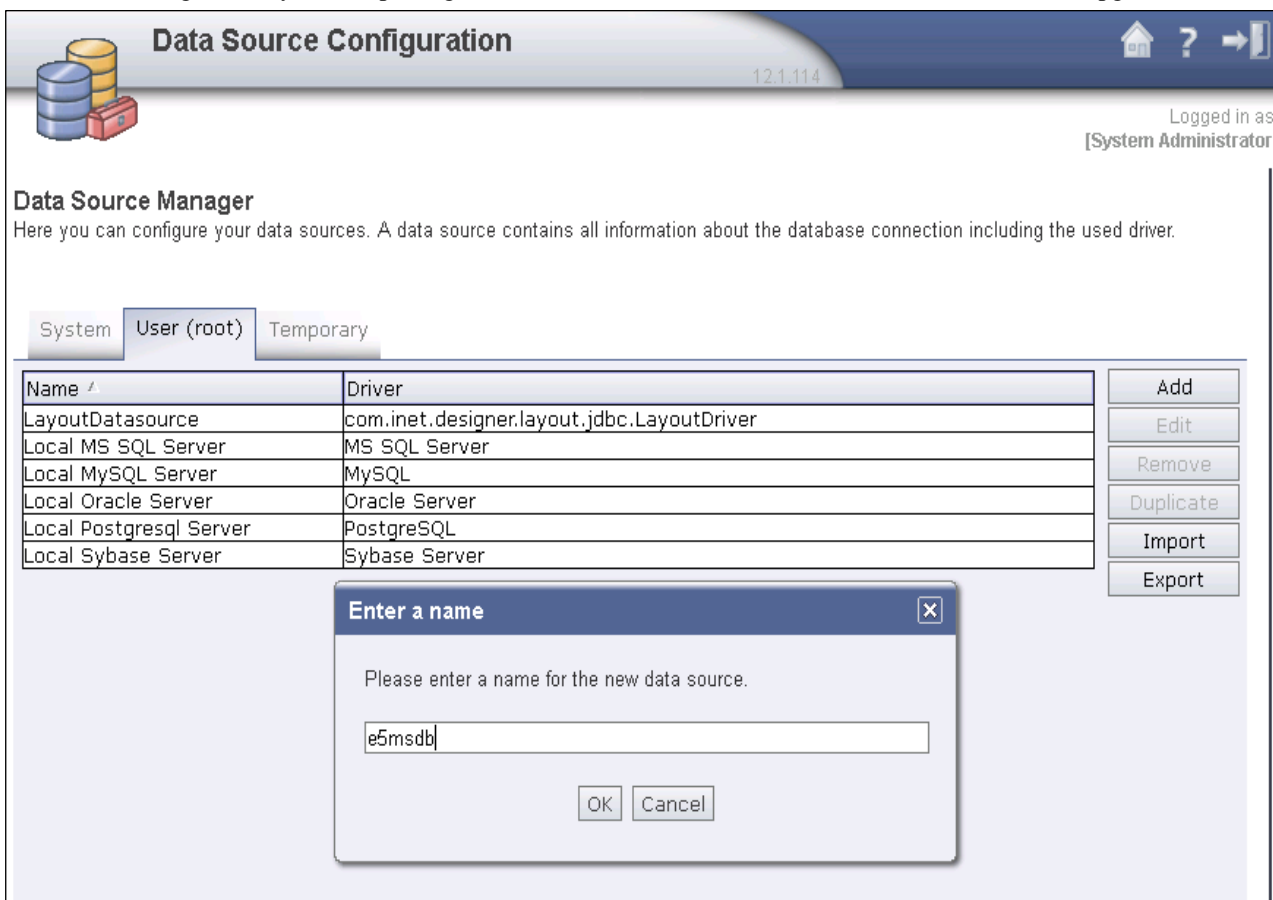 Data Source Configuration
12.1.114
Logged in as
[System Administrator
Data Source Manager
Here you can configure your data sources. A data source contains all information about the database connection including the used driver.
System User (root) Temporary
Name Driver
LayoutDatasource com.inet.designer.layout.jdbc.LayoutDriver
Local MS SQL Server MS SQL Server
Local MySQL Server MySQL
Local Oracle Server Oracle Server
Local Postgresql Server PostgreSQL
Local Sybase Server Sybase Server
Add
Edit
Remove
Duplicate
Import
Export
Enter a name
Please enter a name for the new data source.
e5msdb
OK Cancel